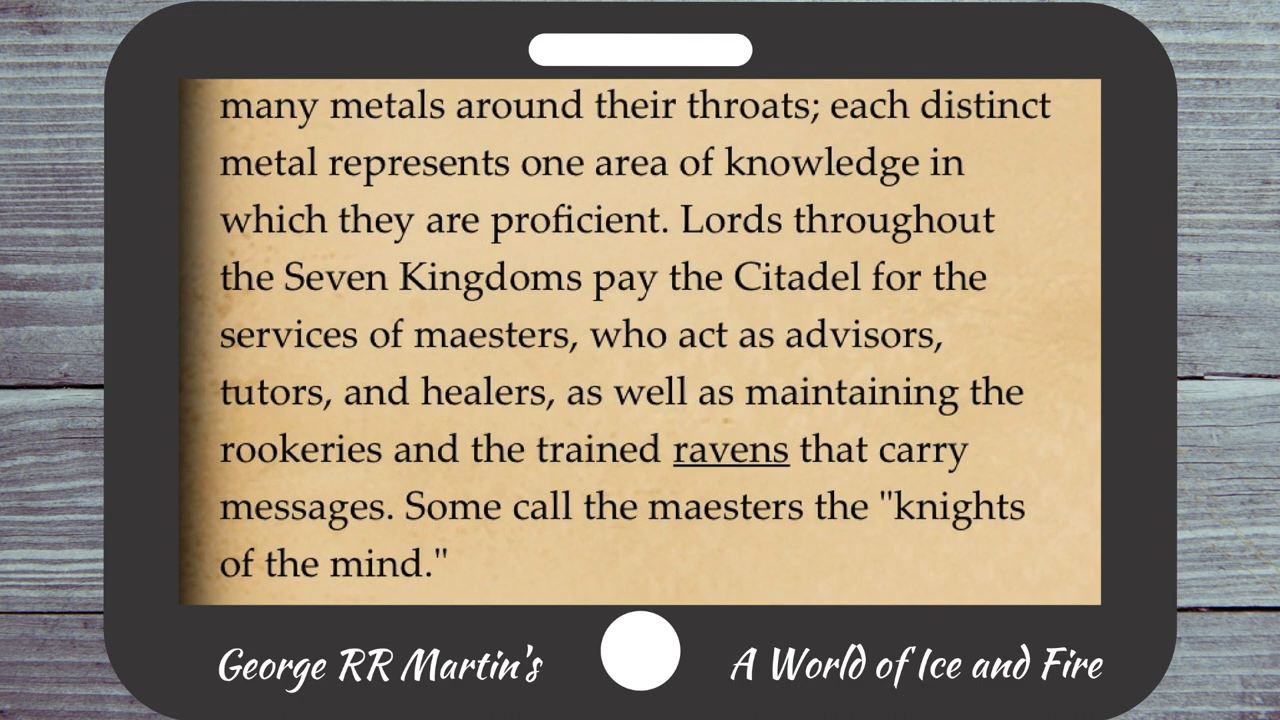 many metals around their throats; each distinct
metal represents one area of knowledge in
which they are proficient. Lords throughout
the Seven Kingdoms pay the Citadel for the
services of maesters, who act as advisors,
tutors, and healers, as well as maintaining the
rookeries and the trained ravens that carry
messages. Some call the maesters the "knights
of the mind."
George RR Martin's
A World of Ice and Fire